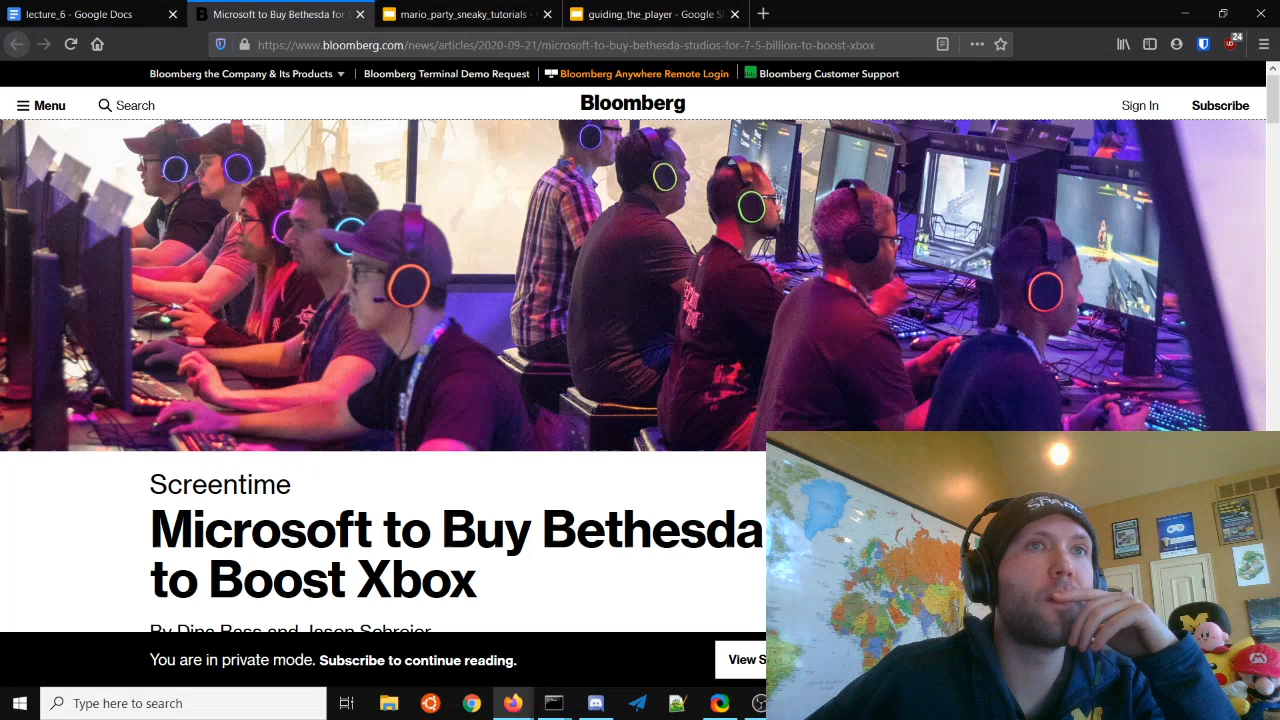 lecture_6 - Google Docs
Microsoft to Buy Bethesda for $
mario_party_sneaky_tutorials -
guiding_the_player - Google S
https://www.bloomberg.com/news/articles/2020-09-21/microsoft-to-buy-bethesda-studios-for-7-5-billion-to-boost-xbox
24
Bloomberg the Company & Its Products
Bloomberg Terminal Demo Request
Bloomberg Anywhere Remote Login
Bloomberg Customer Support
Menu
Search
Bloomberg
Sign In
Subscribe
Screentime
Microsoft to Buy Bethesda
to Boost Xbox
By Dina Bass and Jason Schreier
You are in private mode. Subscribe to continue reading.
View S
Type here to search